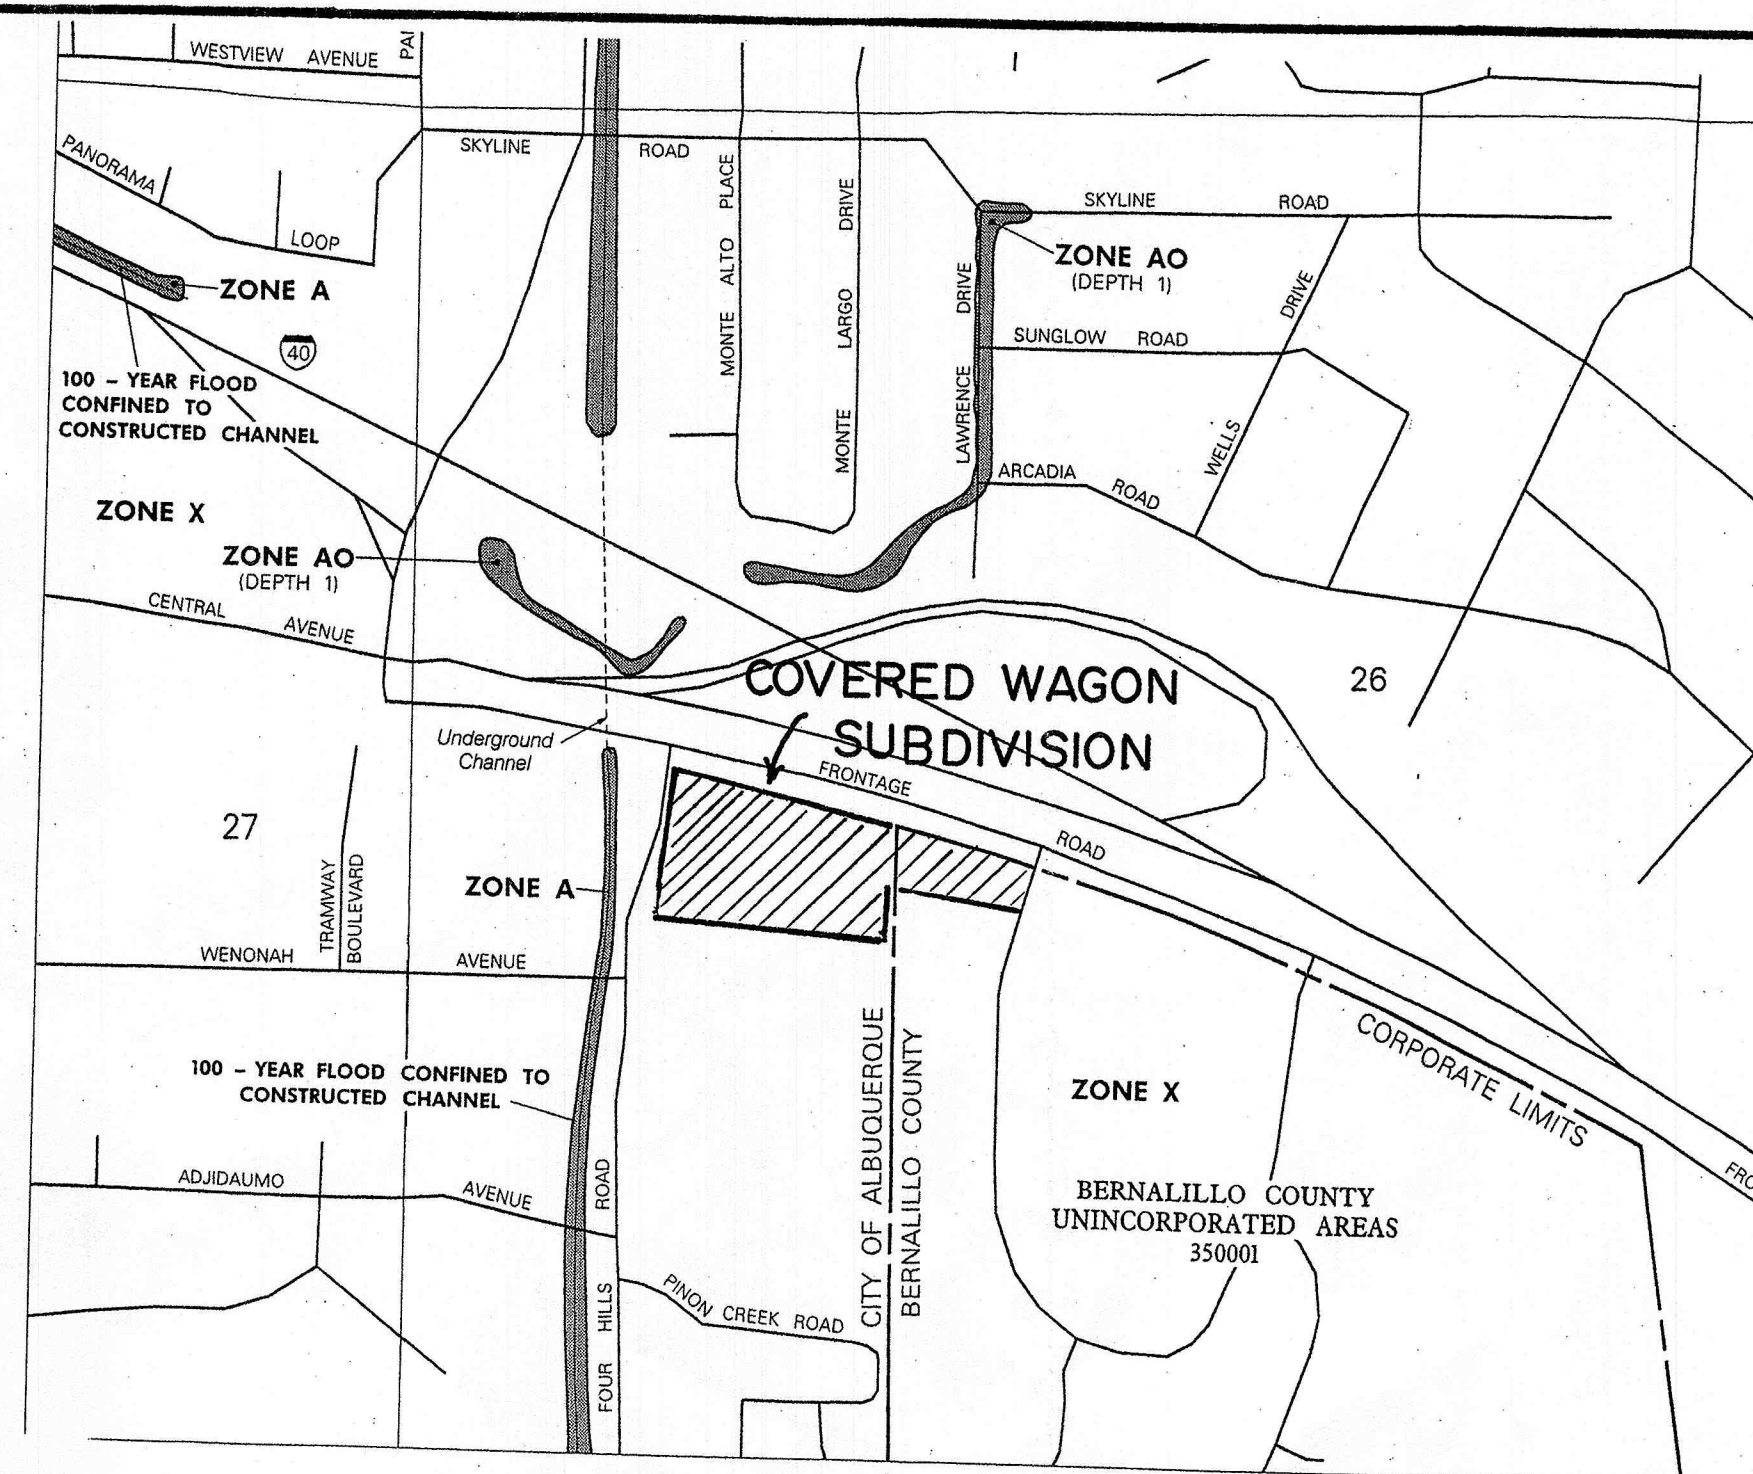 WESTVIEW AVENUE
PAI
SKYLINE ROAD
PANORAMA
LOOP
ZONE A
40
100 – YEAR FLOOD
CONFINED TO
CONSTRUCTED CHANNEL
MONTE ALTO PLACE
MONTE LARGO DRIVE
LAWRENCE DRIVE
SKYLINE ROAD
ZONE AO
(DEPTH 1)
SUNGLOW ROAD
WELLS DRIVE
ARCADIA ROAD
ZONE X
ZONE AO
(DEPTH 1)
CENTRAL AVENUE
26
COVERED WAGON
SUBDIVISION
Underground
Channel
FRONTAGE ROAD
27
TRAMWAY
BOULEVARD
ZONE A
WENONAH AVENUE
100 – YEAR FLOOD CONFINED TO
CONSTRUCTED CHANNEL
CITY OF ALBUQUERQUE
BERNALILLO COUNTY
ZONE X
CORPORATE LIMITS
ADJIDAUMO AVENUE
FOUR HILLS ROAD
PINON CREEK ROAD
BERNALILLO COUNTY
UNINCORPORATED AREAS
350001
FRO